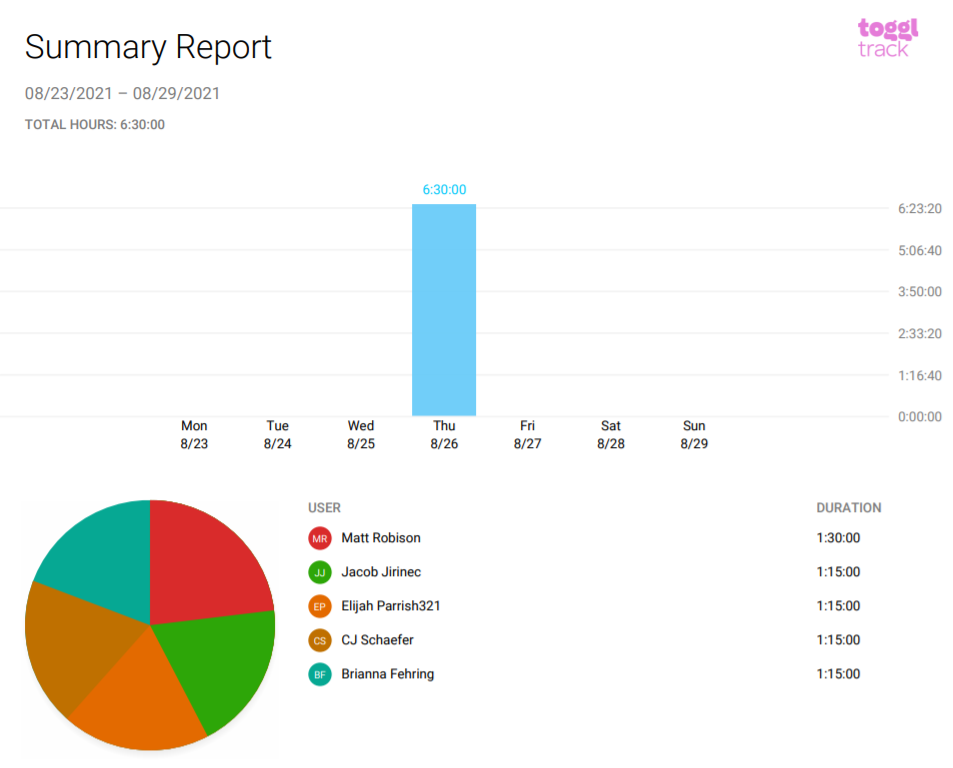 Summary Report
toggl
track
08/23/2021 – 08/29/2021
TOTAL HOURS: 6:30:00
6:30:00
6:23:20
5:06:40
3:50:00
2:33:20
1:16:40
0:00:00
Mon Tue Wed Thu Fri Sat Sun
8/23 8/24 8/25 8/26 8/27 8/28 8/29
USER DURATION
MR Matt Robison 1:30:00
JJ Jacob Jirinec 1:15:00
EP Elijah Parrish321 1:15:00
CS CJ Schaefer 1:15:00
BF Brianna Fehring 1:15:00